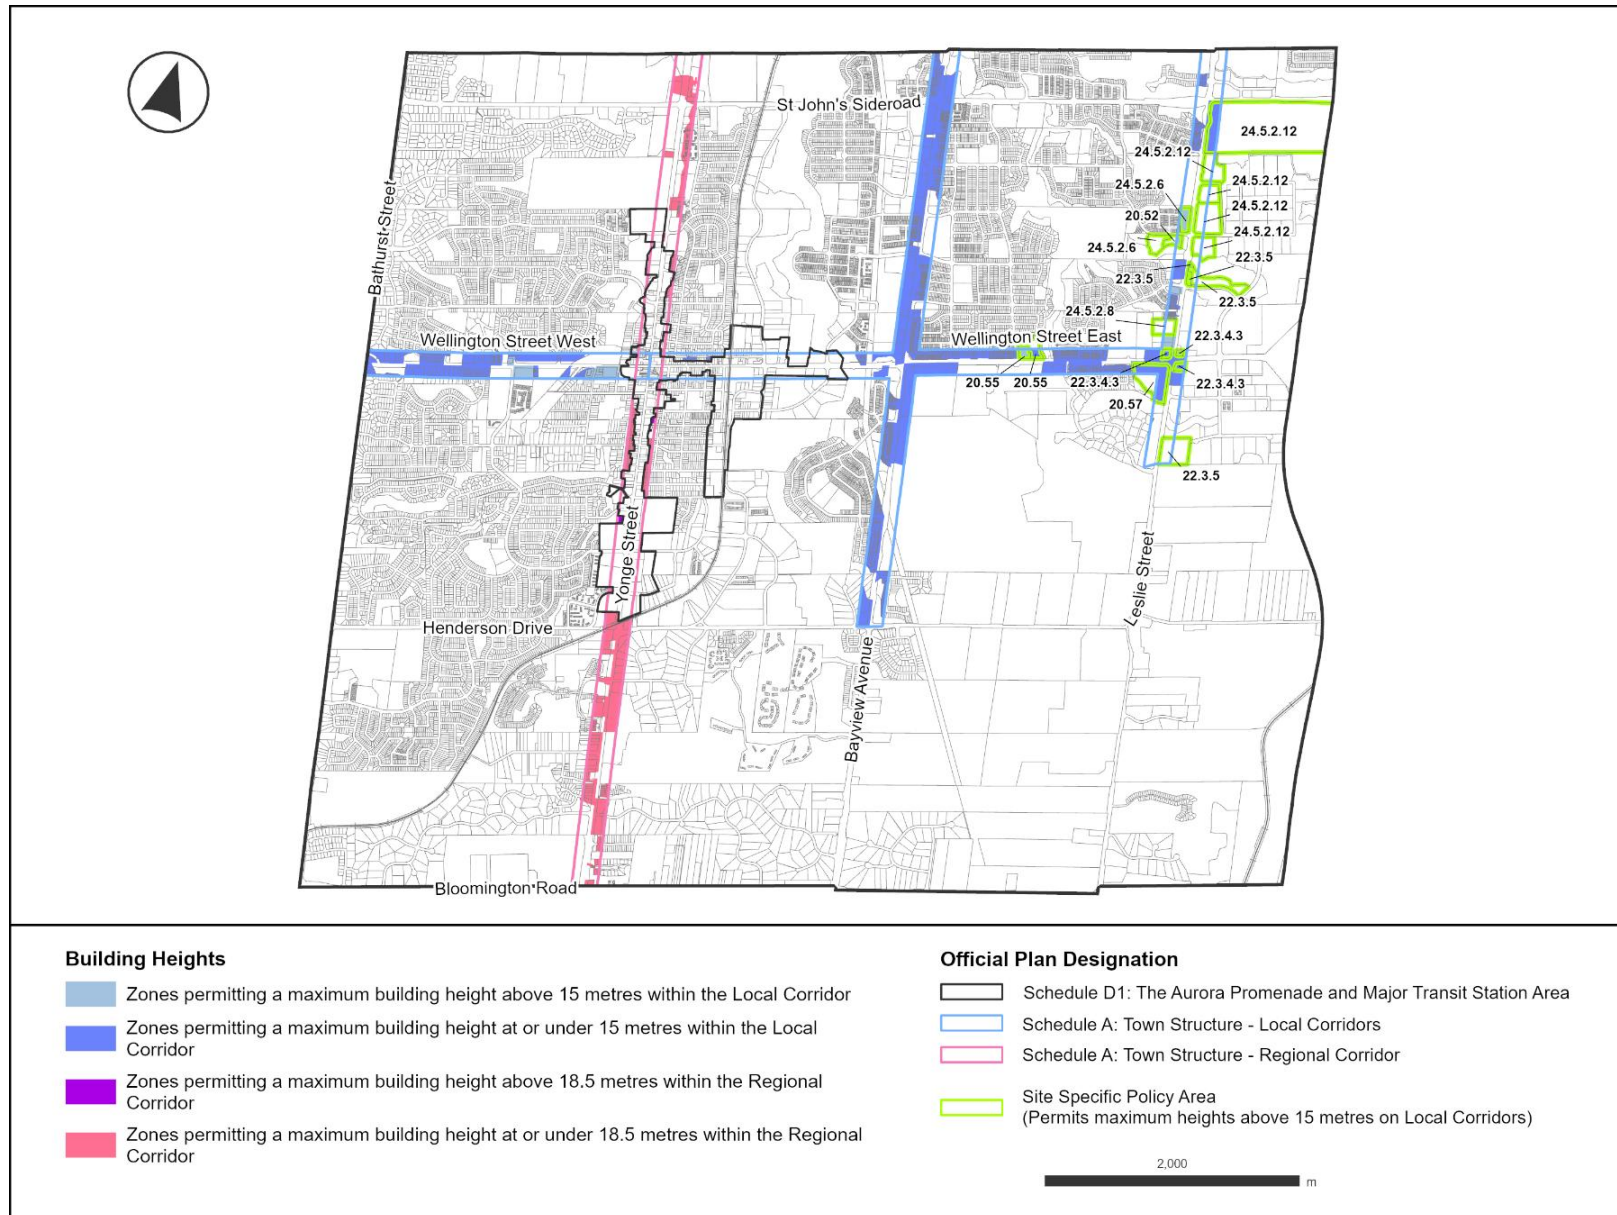 St John's Sideroad
24.5.2.12
24.5.2.12
24.5.2.12
24.5.2.6
24.5.2.12
20.52
24.5.2.12
24.5.2.6
22.3.5
22.3.5
22.3.5
24.5.2.8
Bathurst Street
Wellington Street West
Wellington Street East
22.3.4.3
20.55
20.55
22.3.4.3
22.3.4.3
20.57
22.3.5
Yonge Street
Leslie Street
Henderson Drive
Bayview Avenue
Bloomington Road
Building Heights
Zones permitting a maximum building height above 15 metres within the Local Corridor
Zones permitting a maximum building height at or under 15 metres within the Local
Corridor
Zones permitting a maximum building height above 18.5 metres within the Regional
Corridor
Zones permitting a maximum building height at or under 18.5 metres within the Regional
Corridor
Official Plan Designation
Schedule D1: The Aurora Promenade and Major Transit Station Area
Schedule A: Town Structure - Local Corridors
Schedule A: Town Structure - Regional Corridor
Site Specific Policy Area
(Permits maximum heights above 15 metres on Local Corridors)
2,000
m